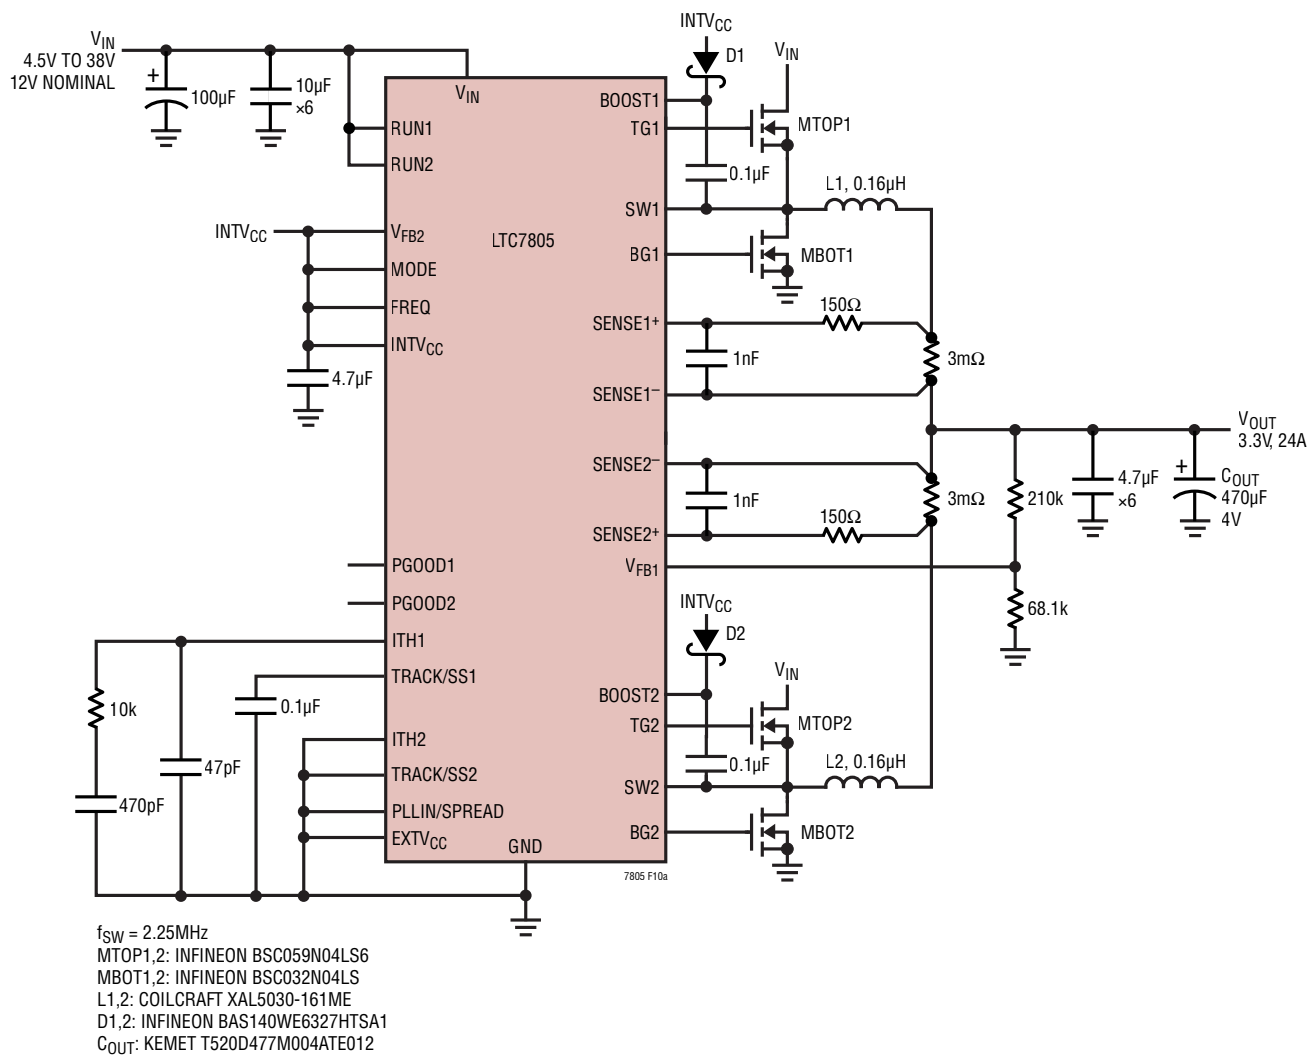 V_IN
4.5V TO 38V
12V NOMINAL
+
100µF
10µF
×6
V_IN
RUN1
RUN2
INTV_CC
V_FB2
MODE
FREQ
INTV_CC
4.7µF
LTC7805
PGOOD1
PGOOD2
ITH1
TRACK/SS1
ITH2
TRACK/SS2
PLLIN/SPREAD
EXTV_CC
GND
10k
470pF
47pF
0.1µF
BOOST1
TG1
SW1
BG1
SENSE1+
SENSE1–
SENSE2–
SENSE2+
V_FB1
BOOST2
TG2
SW2
BG2
7805 F10a
INTV_CC
D1
V_IN
MTOP1
0.1µF
L1, 0.16µH
MBOT1
150Ω
1nF
3mΩ
V_OUT
3.3V, 24A
1nF
3mΩ
150Ω
210k
68.1k
4.7µF
×6
+
C_OUT
470µF
4V
INTV_CC
D2
V_IN
MTOP2
0.1µF
L2, 0.16µH
MBOT2
f_SW = 2.25MHz
MTOP1,2: INFINEON BSC059N04LS6
MBOT1,2: INFINEON BSC032N04LS
L1,2: COILCRAFT XAL5030-161ME
D1,2: INFINEON BAS140WE6327HTSA1
C_OUT: KEMET T520D477M004ATE012